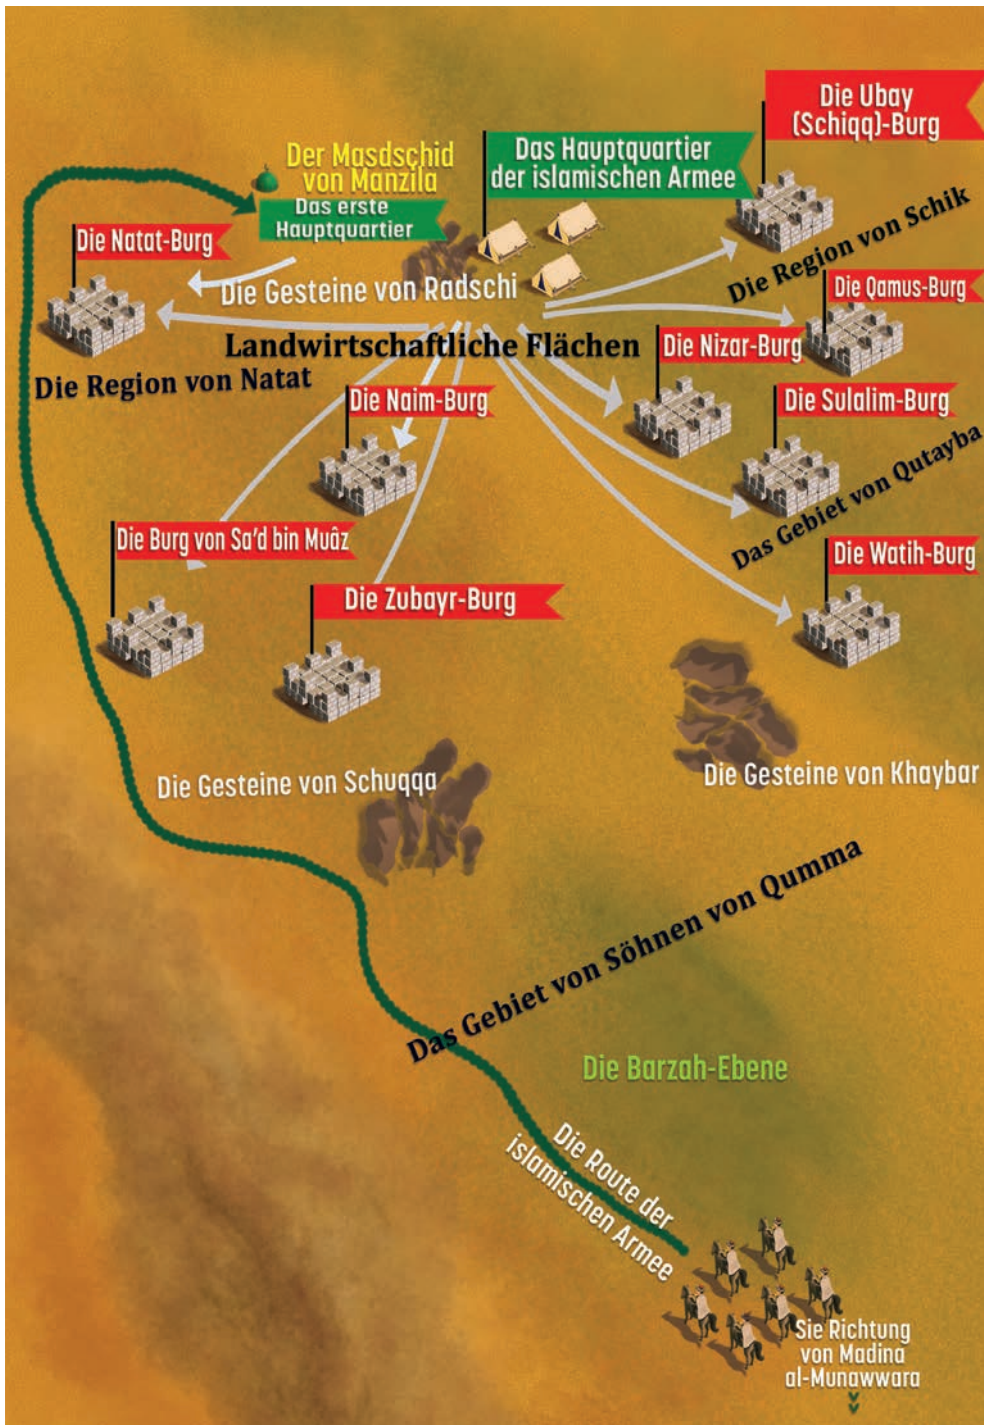 Die Ubay
(Schiqq)-Burg
Das Hauptquartier
der islamischen Armee
Der Masdschid
von Manzila
Das erste
Hauptquartier
Die Natat-Burg
Die Region von Schik
Die Gesteine von Radschi
Die Qamus-Burg
Landwirtschaftliche Flächen
Die Nizar-Burg
Die Region von Natat
Die Naim-Burg
Die Sulalim-Burg
Das Gebiet von Qutayba
Die Burg von Sa'd bin Muâz
Die Watih-Burg
Die Zubayr-Burg
Die Gesteine von Schuqqa
Die Gesteine von Khaybar
Das Gebiet von Söhnen von Qumma
Die Barzah-Ebene
Die Route der
islamischen Armee
Sie Richtung
von Madina
al-Munawwara